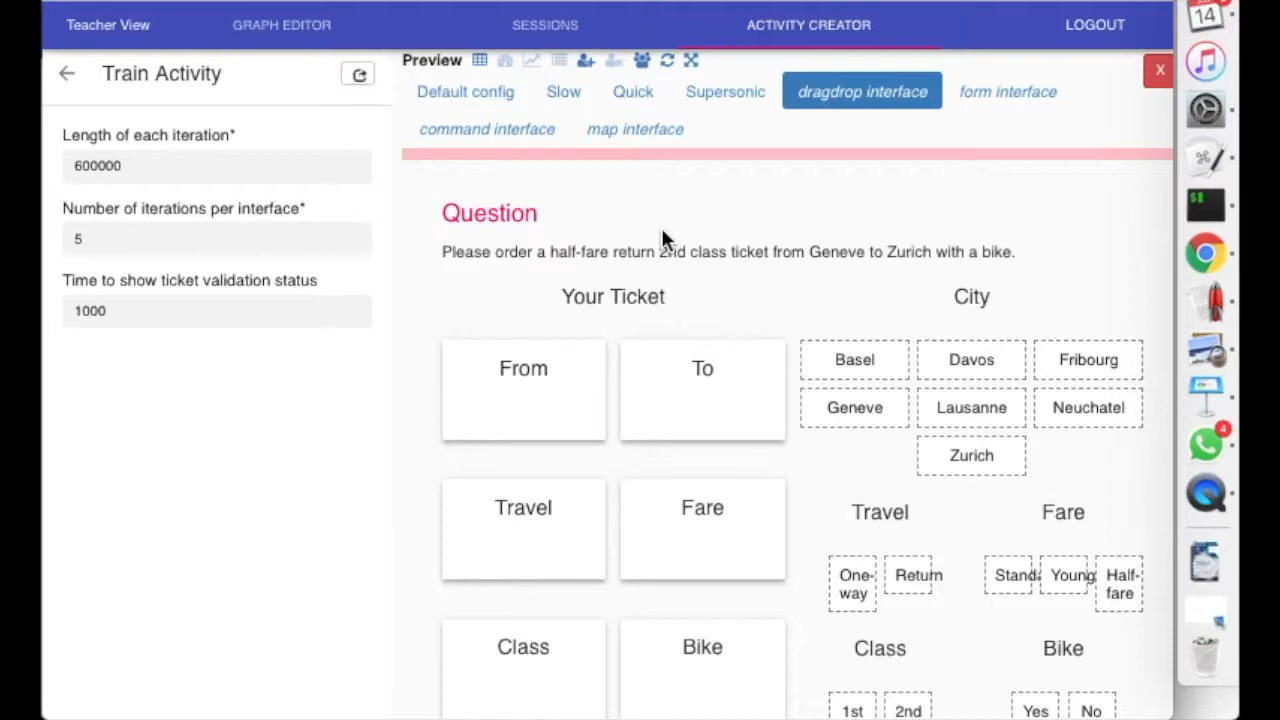 Teacher View GRAPH EDITOR SESSIONS ACTIVITY CREATOR LOGOUT
Train Activity
Length of each iteration*
600000
Number of iterations per interface*
5
Time to show ticket validation status
1000
Preview
X
Default config Slow Quick Supersonic dragdrop interface form interface
command interface map interface
Question
Please order a half-fare return 2nd class ticket from Geneve to Zurich with a bike.
Your Ticket
From To
Travel Fare
Class Bike
City
Basel Davos Fribourg
Geneve Lausanne Neuchatel
Zurich
Travel Fare
One-
way
Return
Young
Half-
fare
Class Bike
1st 2nd Yes No
14
4